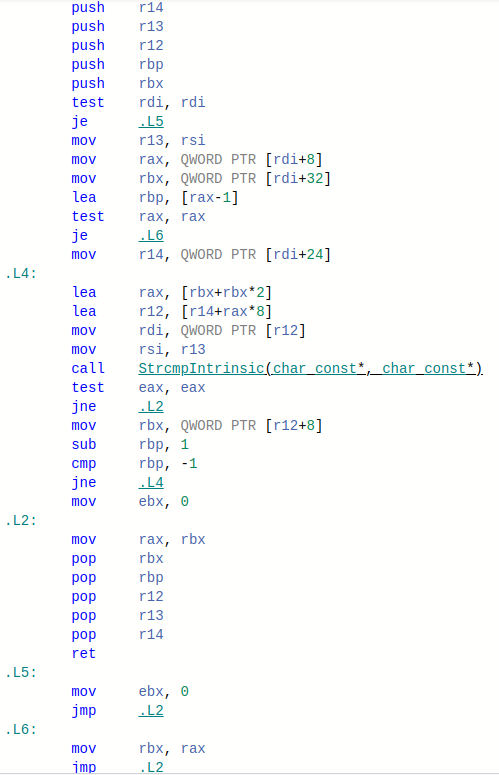 push r14
push r13
push r12
push rbp
push rbx
test rdi, rdi
je .L5
mov r13, rsi
mov rax, QWORD PTR [rdi+8]
mov rbx, QWORD PTR [rdi+32]
lea rbp, [rax-1]
test rax, rax
je .L6
mov r14, QWORD PTR [rdi+24]
.L4:
lea rax, [rbx+rbx*2]
lea r12, [r14+rax*8]
mov rdi, QWORD PTR [r12]
mov rsi, r13
call StrcmpIntrinsic(char_const*,_char_const*)
test eax, eax
jne .L2
mov rbx, QWORD PTR [r12+8]
sub rbp, 1
cmp rbp, -1
jne .L4
mov ebx, 0
.L2:
mov rax, rbx
pop rbx
pop rbp
pop r12
pop r13
pop r14
ret
.L5:
mov ebx, 0
jmp .L2
.L6:
mov rbx, rax
jmp .L2